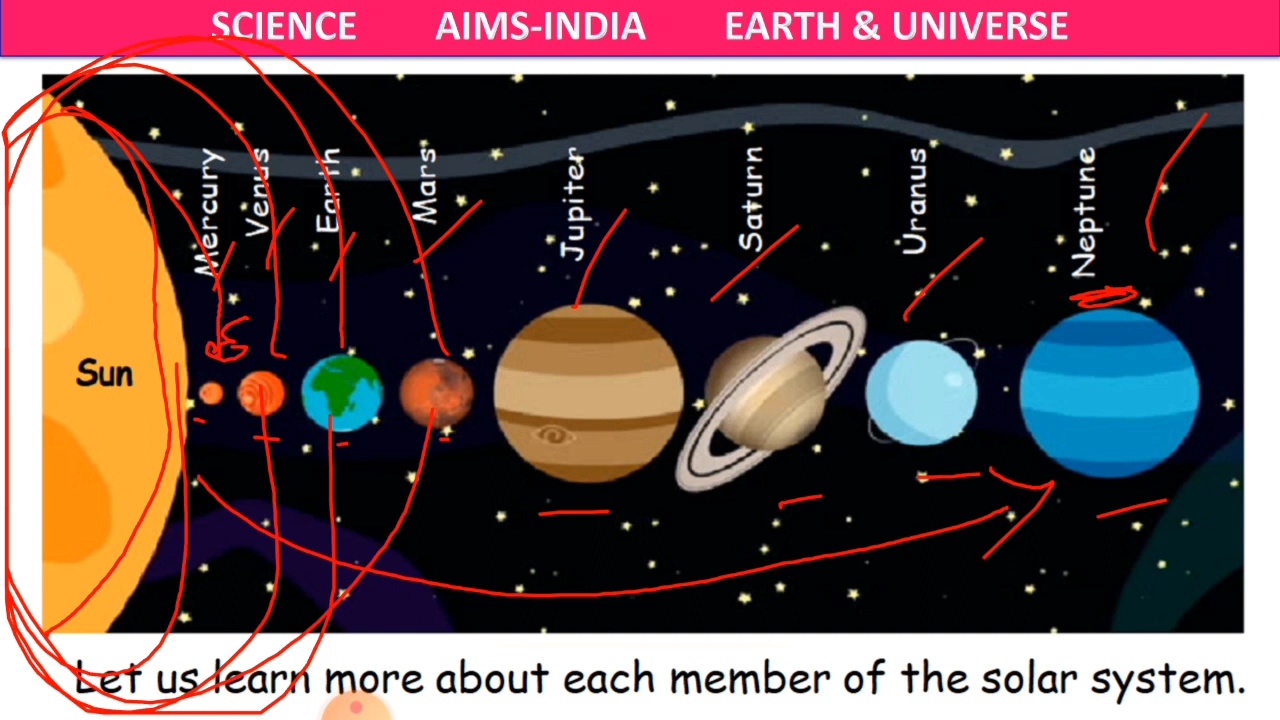 SCIENCE AIMS-INDIA EARTH & UNIVERSE
Mercury
Venus
Earth
Mars
Jupiter
Saturn
Uranus
Neptune
Sun
Let us learn more about each member of the solar system.